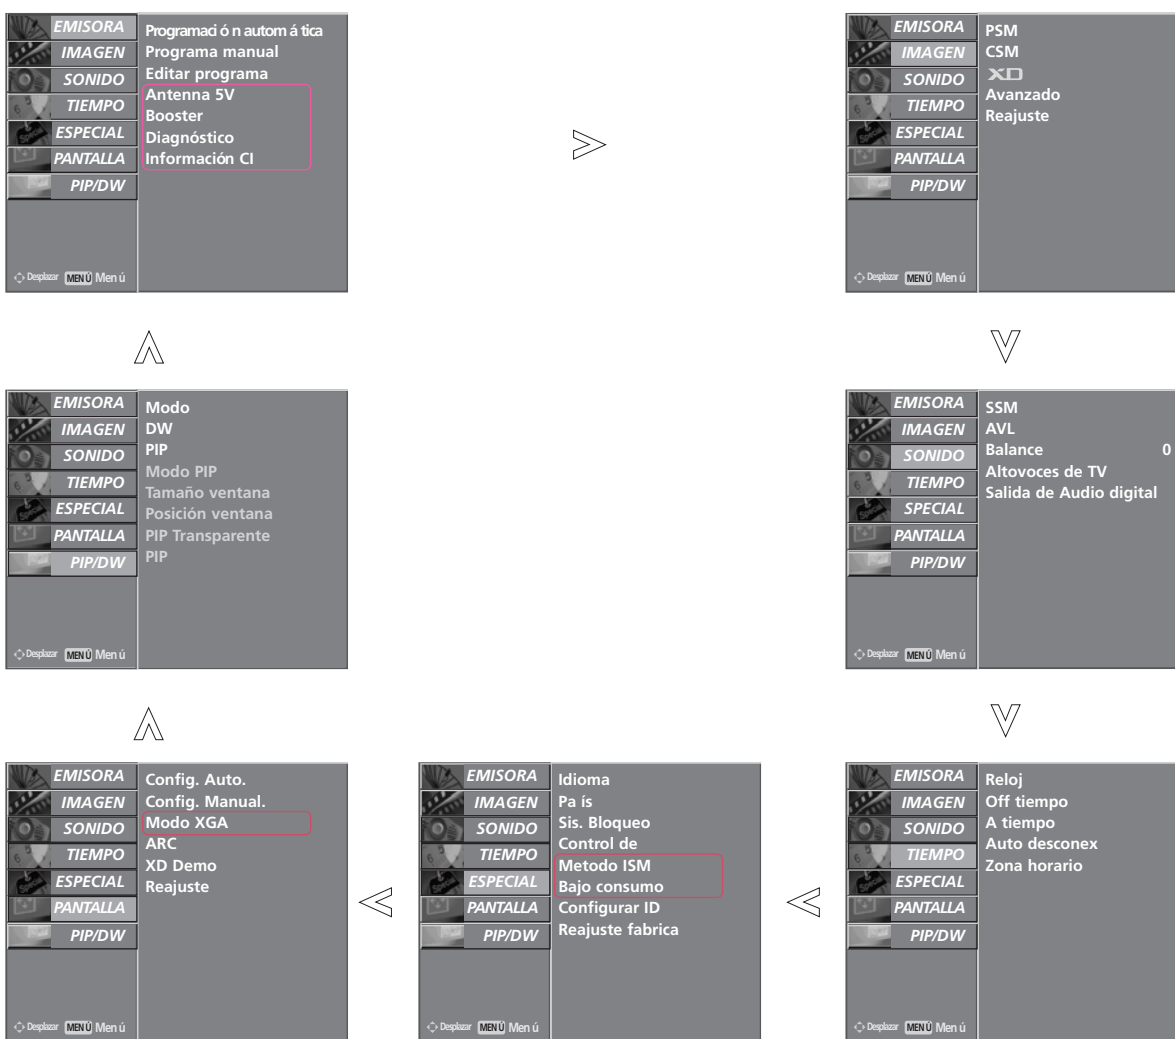 EMISORA
IMAGEN
SONIDO
TIEMPO
ESPECIAL
PANTALLA
PIP/DW
Desplazar MENÚ Men ú
Programaci ó n autom á tica
Programa manual
Editar programa
Antenna 5V
Booster
Diagnóstico
Información CI
EMISORA
IMAGEN
SONIDO
TIEMPO
ESPECIAL
PANTALLA
PIP/DW
Desplazar MENÚ Men ú
PSM
CSM
XD
Avanzado
Reajuste
EMISORA
IMAGEN
SONIDO
TIEMPO
ESPECIAL
PANTALLA
PIP/DW
Desplazar MENÚ Men ú
Modo
DW
PIP
Modo PIP
Tamaño ventana
Posición ventana
PIP Transparente
PIP
EMISORA
IMAGEN
SONIDO
TIEMPO
SPECIAL
PANTALLA
PIP/DW
Desplazar MENÚ Men ú
SSM
AVL
Balance 0
Altovoces de TV
Salida de Audio digital
EMISORA
IMAGEN
SONIDO
TIEMPO
ESPECIAL
PANTALLA
PIP/DW
Desplazar MENÚ Men ú
Config. Auto.
Config. Manual.
Modo XGA
ARC
XD Demo
Reajuste
EMISORA
IMAGEN
SONIDO
TIEMPO
ESPECIAL
PANTALLA
PIP/DW
Desplazar MENÚ Men ú
Idioma
Pa ís
Sis. Bloqueo
Control de
Metodo ISM
Bajo consumo
Configurar ID
Reajuste fabrica
EMISORA
IMAGEN
SONIDO
TIEMPO
ESPECIAL
PANTALLA
PIP/DW
Desplazar MENÚ Men ú
Reloj
Off tiempo
A tiempo
Auto desconex
Zona horario